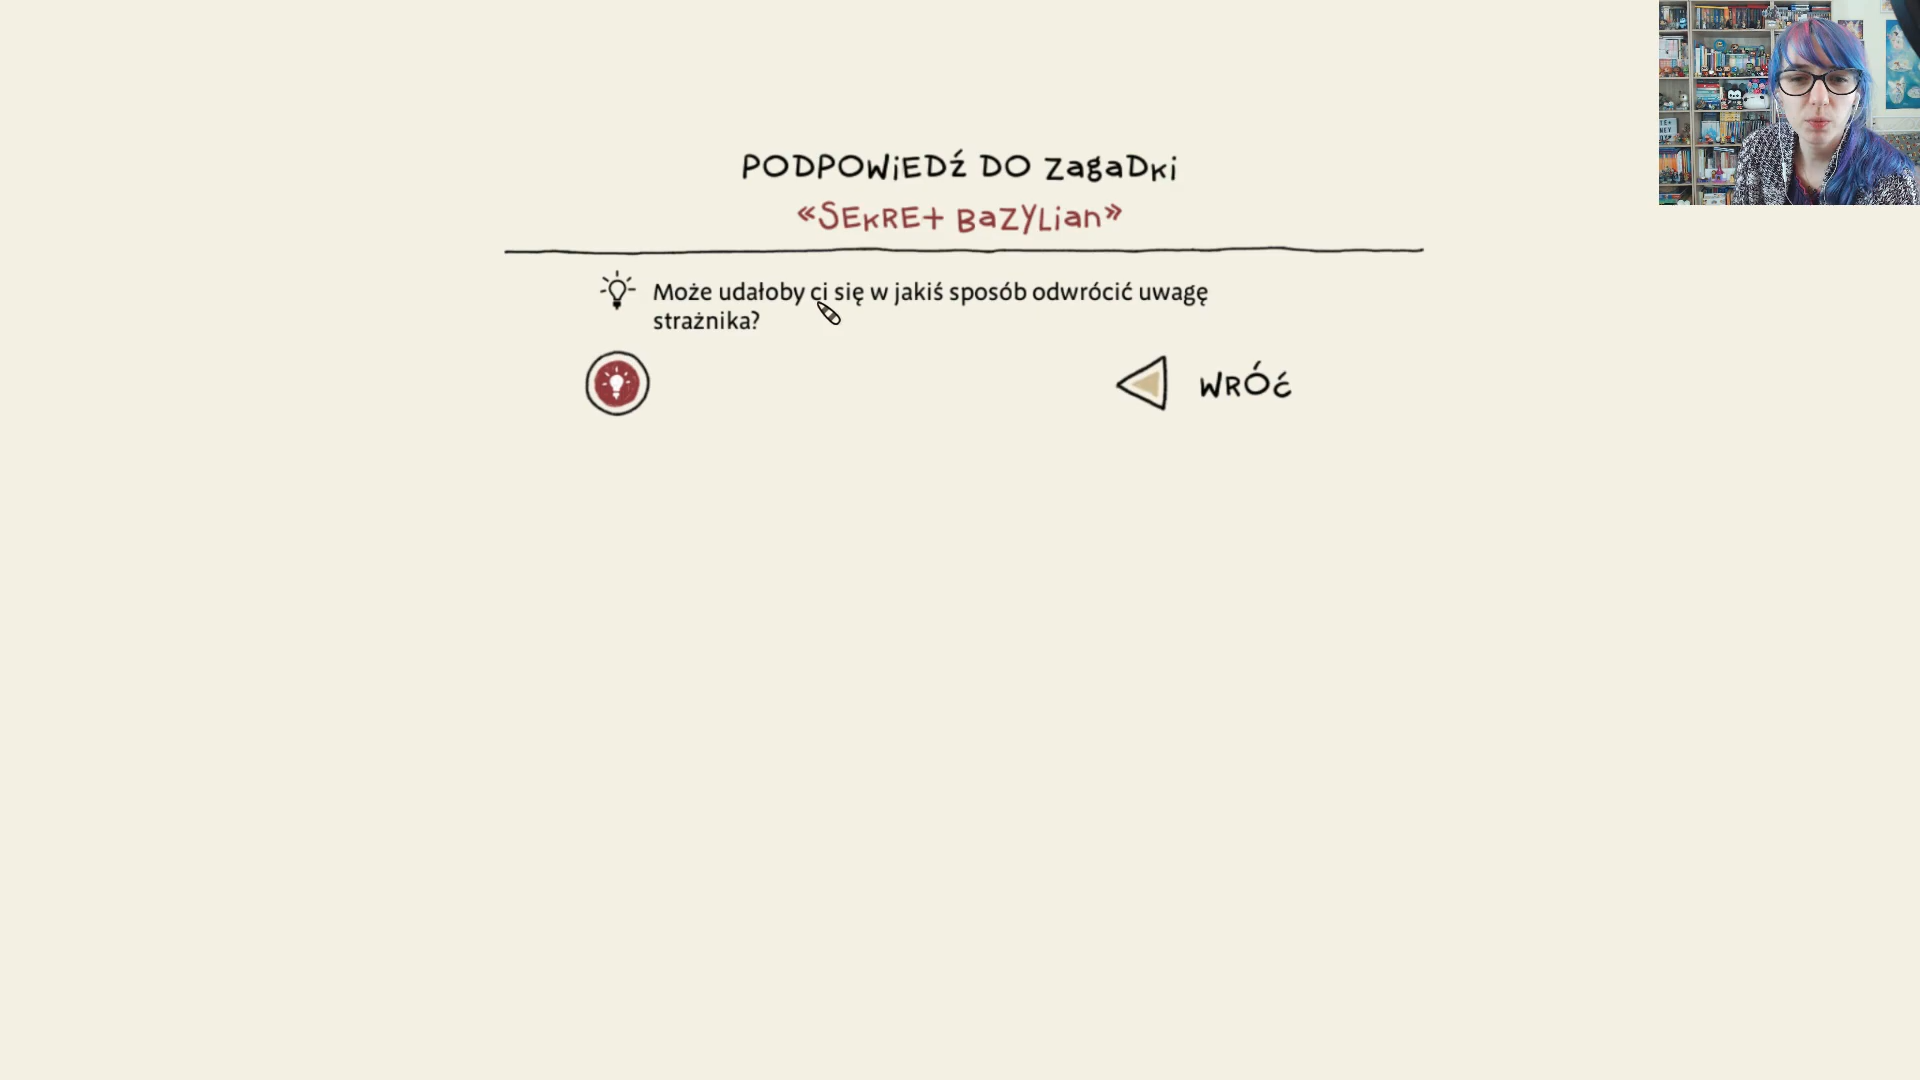 PODPOWiEDź DO ZagaDKi
«SEKRET BaZYLian»
Może udałoby ci się w jakiś sposób odwrócić uwagę
strażnika?
WRÓć